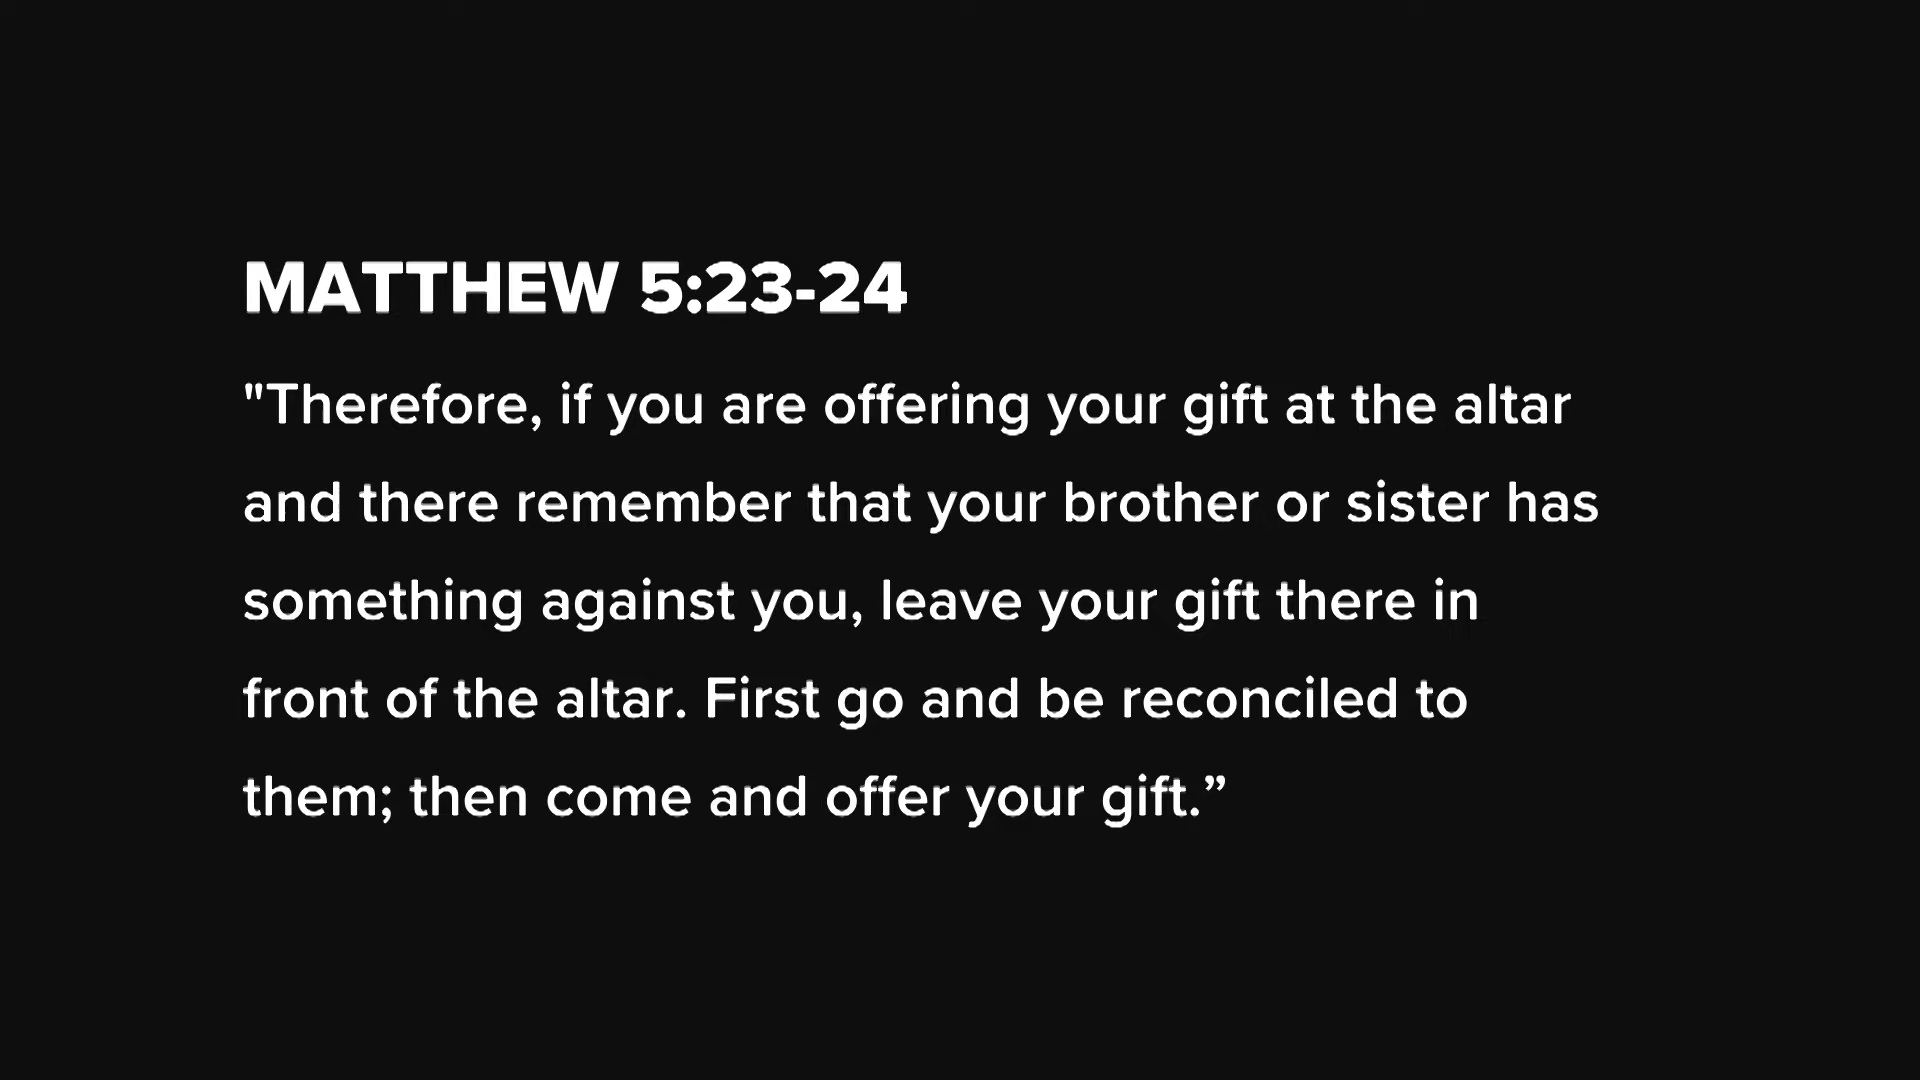 MATTHEW 5:23-24
"Therefore, if you are offering your gift at the altar
and there remember that your brother or sister has
something against you, leave your gift there in
front of the altar. First go and be reconciled to
them; then come and offer your gift.”